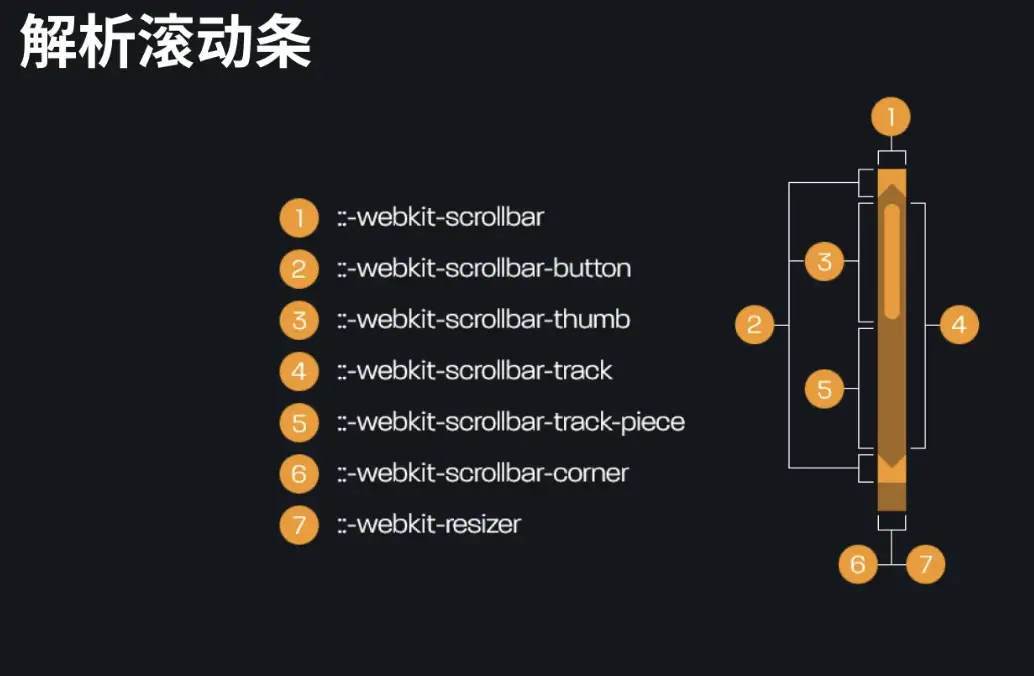 解析滚动条
1 ::-webkit-scrollbar
2 ::-webkit-scrollbar-button
3 ::-webkit-scrollbar-thumb
4 ::-webkit-scrollbar-track
5 ::-webkit-scrollbar-track-piece
6 ::-webkit-scrollbar-corner
7 ::-webkit-resizer
1
3
2
4
5
6
7